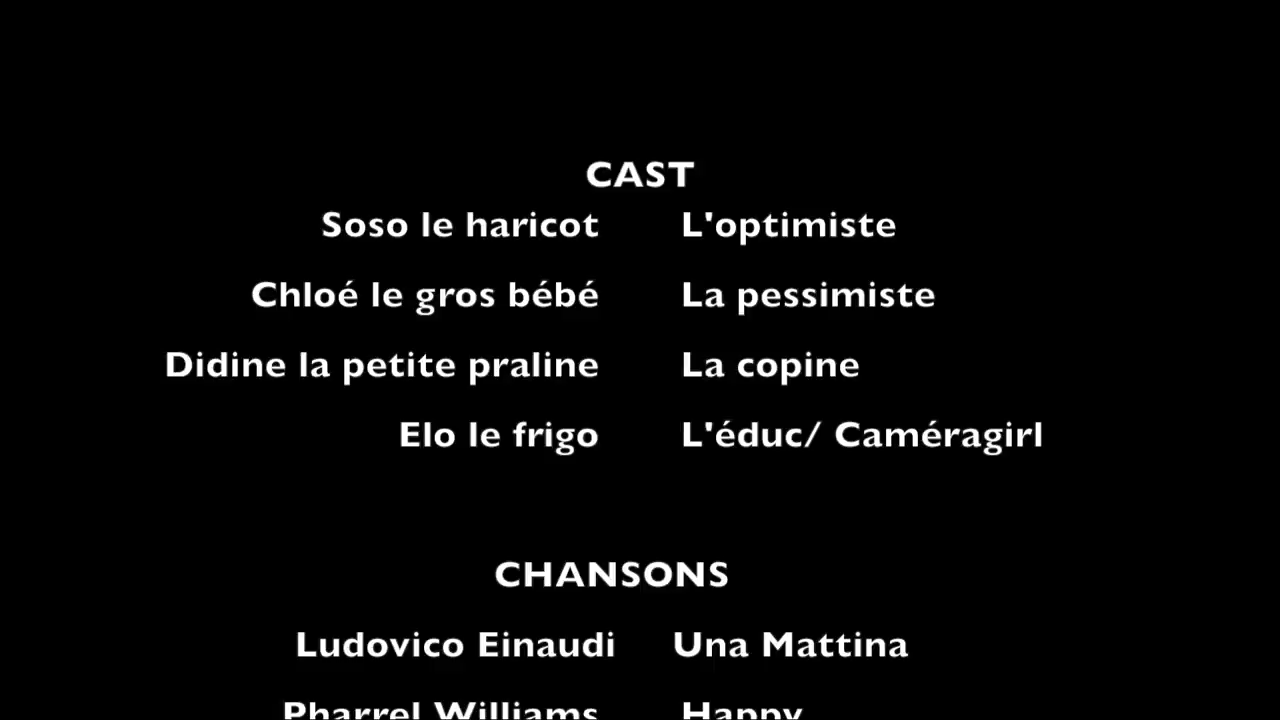 CAST
Soso le haricot L'optimiste
Chloé le gros bébé La pessimiste
Didine la petite praline La copine
Elo le frigo L'éduc/ Caméragirl
CHANSONS
Ludovico Einaudi Una Mattina
Pharrel Williams Happy